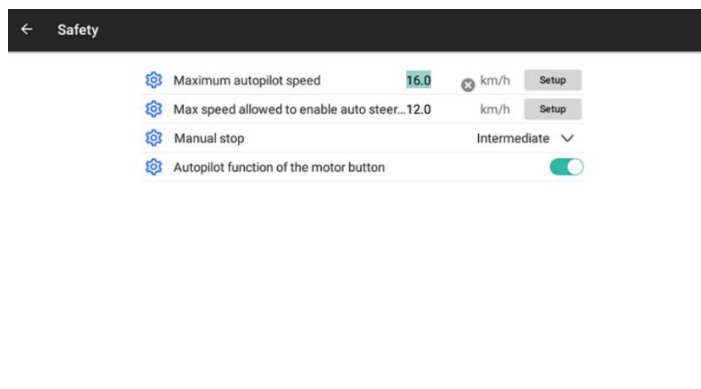 Safety
Maximum autopilot speed 16.0 km/h Setup
Max speed allowed to enable auto steer...12.0 km/h Setup
Manual stop Intermediate
Autopilot function of the motor button